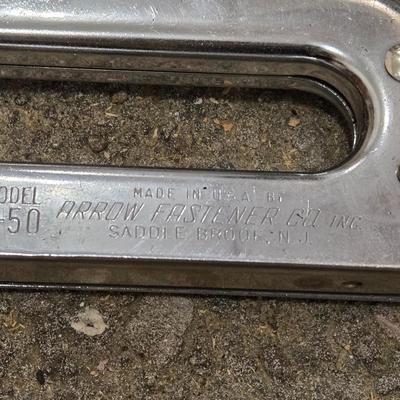 ODEL
-50
MADE IN U.S.A. BY
ARROW FASTENER CO. INC.
SADDLE BROOK, N.J.